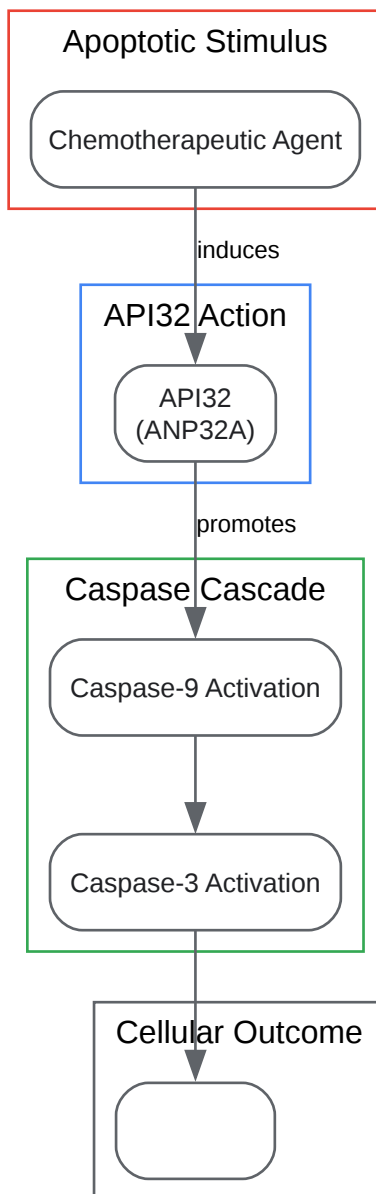 Apoptotic Stimulus
Chemotherapeutic Agent
induces
API32 Action
API32
(ANP32A)
promotes
Caspase Cascade
Caspase-9 Activation
Caspase-3 Activation
Cellular Outcome